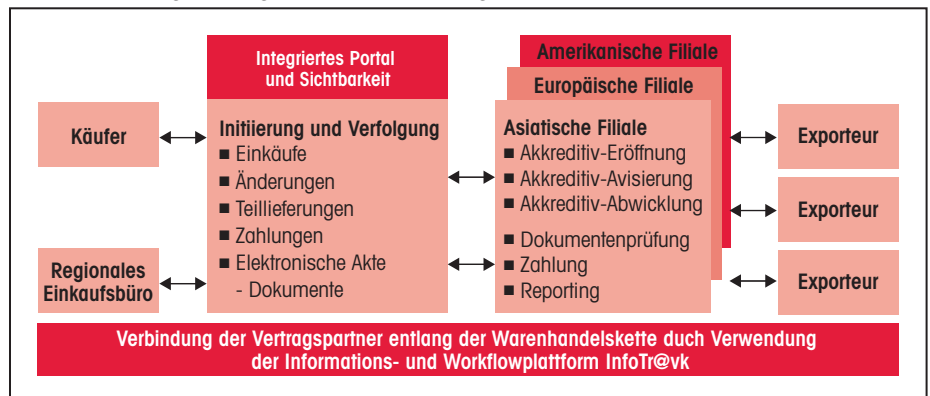 Integriertes Portal
und Sichtbarkeit
Amerikanische Filiale
Europäische Filiale
Käufer
Initiierung und Verfolgung
■ Einkäufe
■ Änderungen
■ Teillieferungen
■ Zahlungen
■ Elektronische Akte
- Dokumente
Asiatische Filiale
■ Akkreditiv-Eröffnung
■ Akkreditiv-Avisierung
■ Akkreditiv-Abwicklung
■ Dokumentenprüfung
■ Zahlung
■ Reporting
Exporteur
Exporteur
Exporteur
Regionales
Einkaufsbüro
Verbindung der Vertragspartner entlang der Warenhandelskette duch Verwendung
der Informations- und Workflowplattform InfoTr@vk